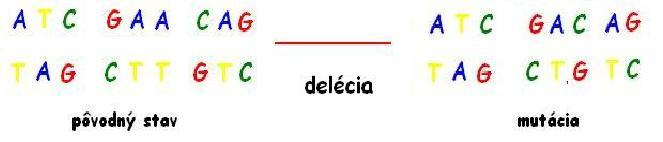 ATC GAA CAG
TAG CTT GTC
pôvodný stav
delécia
ATC GAC AG
TAG CTG TC
mutácia